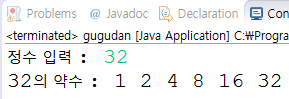 Problems @ Javadoc Declaration Con
<terminated> gugudan [Java Application] C:￦Progra
정수 입력 : 32
32의 약수 : 1 2 4 8 16 32